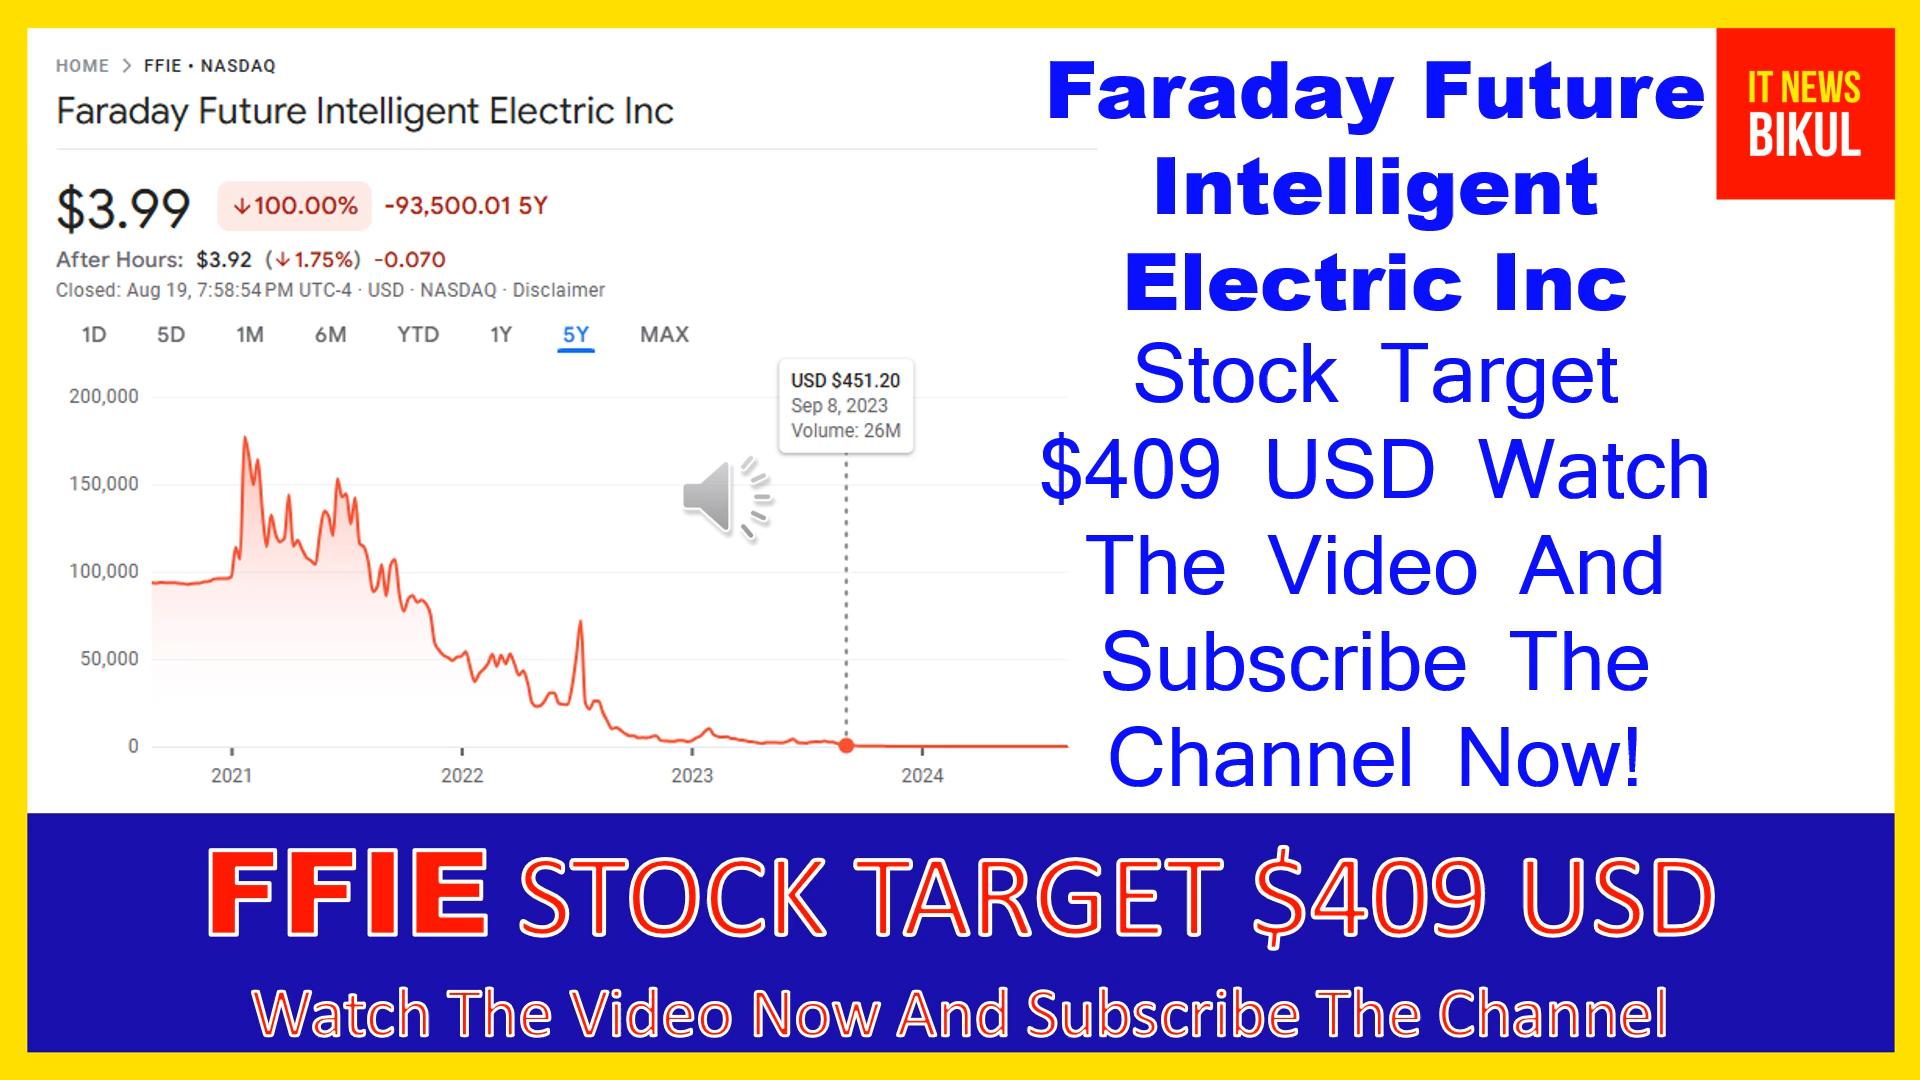 HOME > FFIE • NASDAQ
Faraday Future Intelligent Electric Inc
$3.99 ↓100.00% -93,500.01 5Y
After Hours: $3.92 (↓1.75%) -0.070
Closed: Aug 19, 7:58:54 PM UTC-4 · USD · NASDAQ · Disclaimer
1D 5D 1M 6M YTD 1Y 5Y MAX
USD $451.20
Sep 8, 2023
Volume: 26M
200,000
150,000
100,000
50,000
0
2021 2022 2023 2024
Faraday Future
Intelligent
Electric Inc
Stock Target
$409 USD Watch
The Video And
Subscribe The
Channel Now!
IT NEWS
BIKUL
FFIE STOCK TARGET $409 USD
Watch The Video Now And Subscribe The Channel